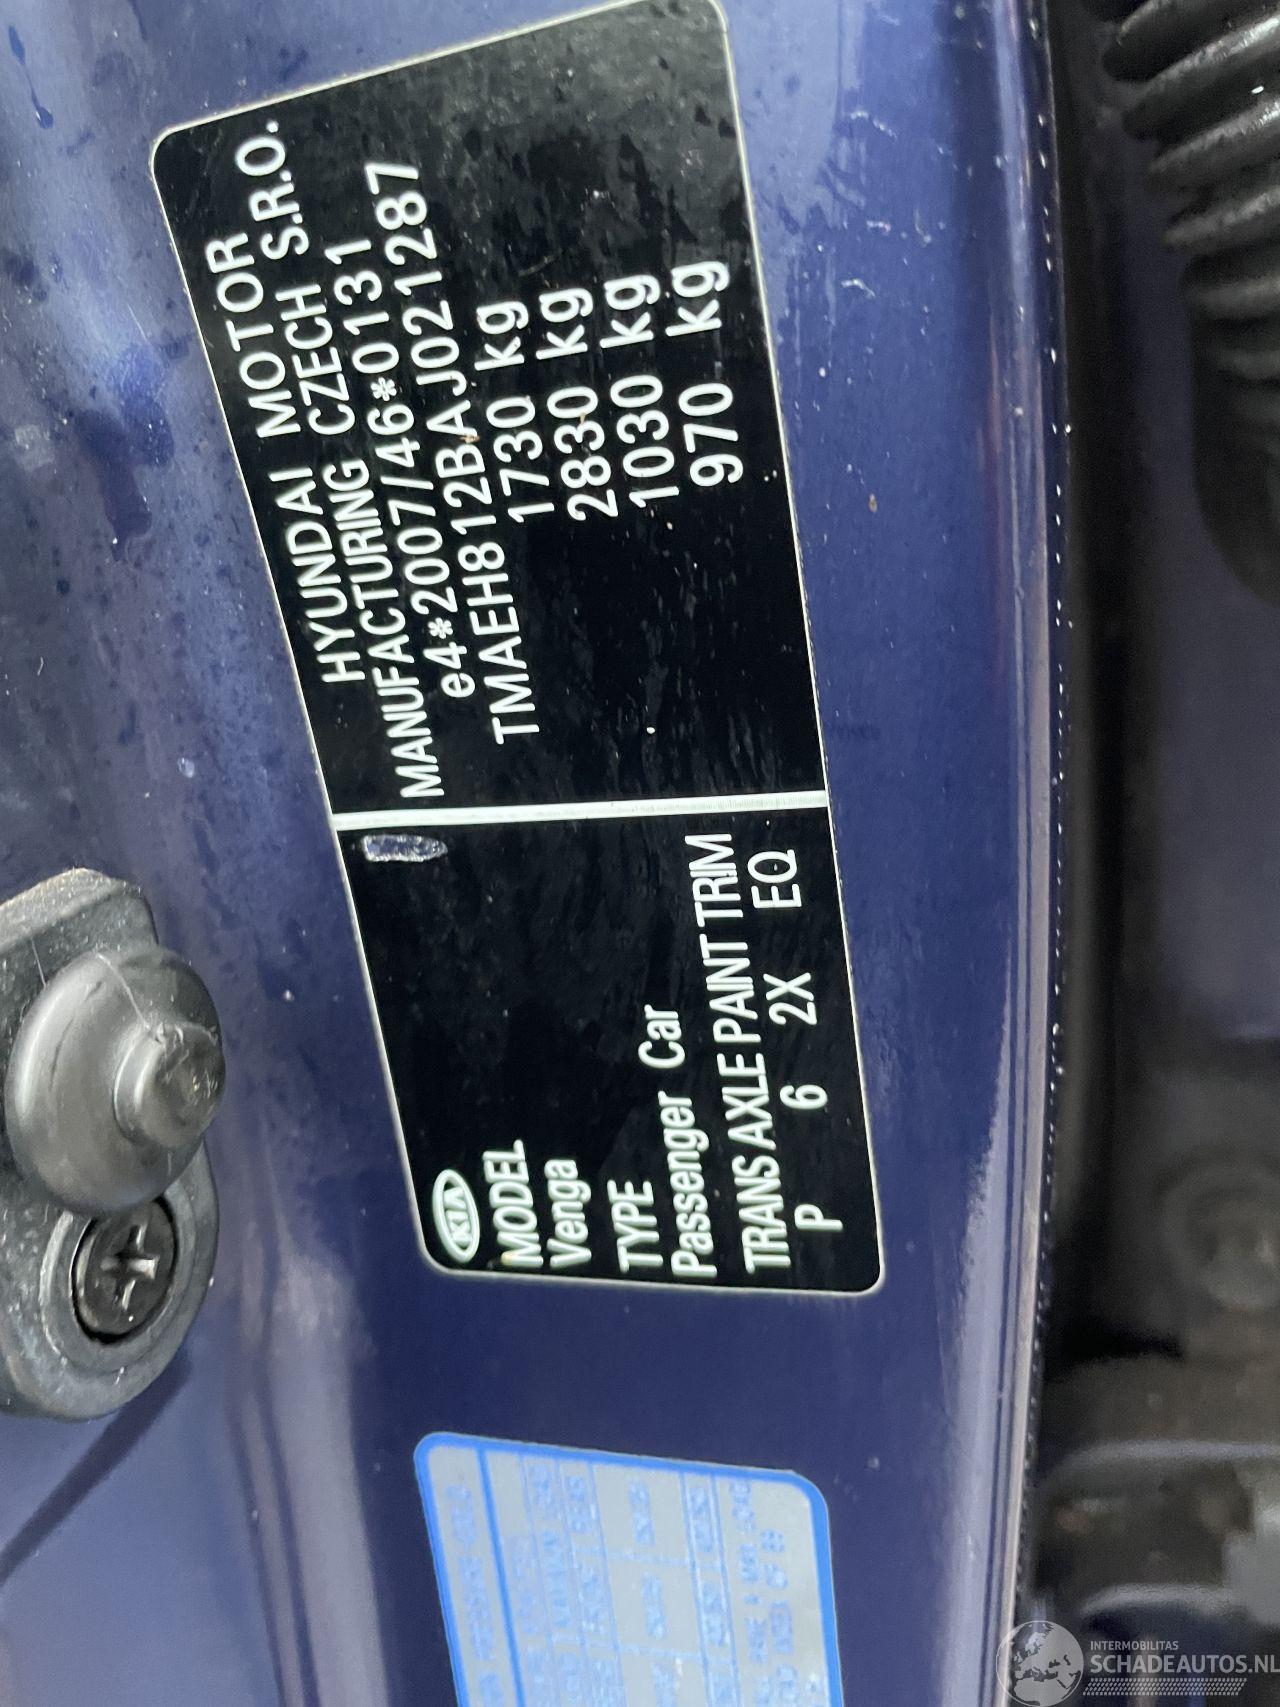 HYUNDAI MOTOR
MANUFACTURING CZECH S.R.O.
e4*2007/46*0131
TMAEH812BAJ021287
1730 kg
2830 kg
1030 kg
970 kg
KIA
MODEL
Venga
TYPE
Passenger Car
TRANS AXLE PAINT TRIM
P 6 2X EQ
INTERMOBILITAS
SCHADEAUTOS.NL